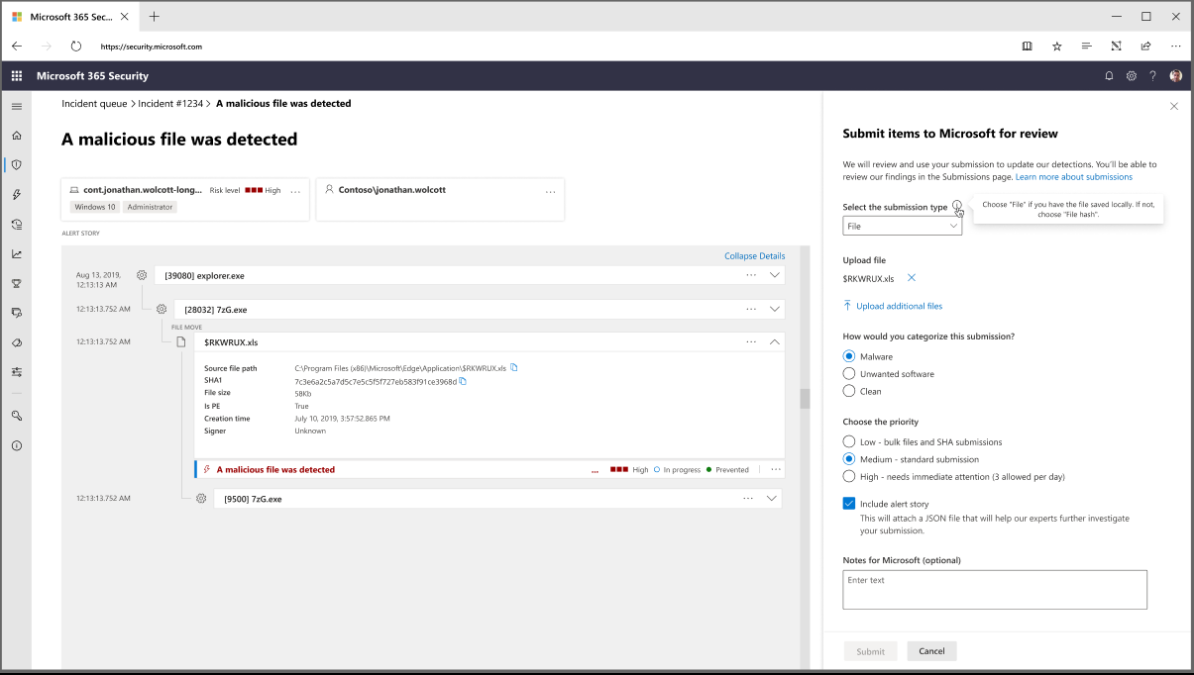 Microsoft 365 Sec...
https://security.microsoft.com
Microsoft 365 Security
Incident queue > Incident #1234 > A malicious file was detected
A malicious file was detected
cont.jonathan.wolcott-long... Risk level High ...
Windows 10 Administrator
Contoso\jonathan.wolcott ...
ALERT STORY
Collapse Details
Aug 13, 2019,
12:13:13 AM
[39080] explorer.exe
12:13:13.752 AM
[28032] 7zG.exe
FILE MOVE
12:13:13.752 AM
$RKWRUX.xls
Source file path C:\Program Files (x86)\Microsoft\Edge\Application\$RKWRUX.xls
SHA1 7c3e6a2c5a7d5c7e5c5f5f727eb583f91ce3968d
File size 58Kb
Is PE True
Creation time July 10, 2019, 3:57:52.865 PM
Signer Unknown
A malicious file was detected
High In progress Prevented
12:13:13.752 AM
[9500] 7zG.exe
Submit items to Microsoft for review
We will review and use your submission to update our detections. You'll be able to
review our findings in the Submissions page. Learn more about submissions
Select the submission type
Choose "File" if you have the file saved locally. If not,
choose "File hash".
File
Upload file
$RKWRUX.xls
Upload additional files
How would you categorize this submission?
Malware
Unwanted software
Clean
Choose the priority
Low - bulk files and SHA submissions
Medium - standard submission
High - needs immediate attention (3 allowed per day)
Include alert story
This will attach a JSON file that will help our experts further investigate
your submission.
Notes for Microsoft (optional)
Enter text
Submit Cancel